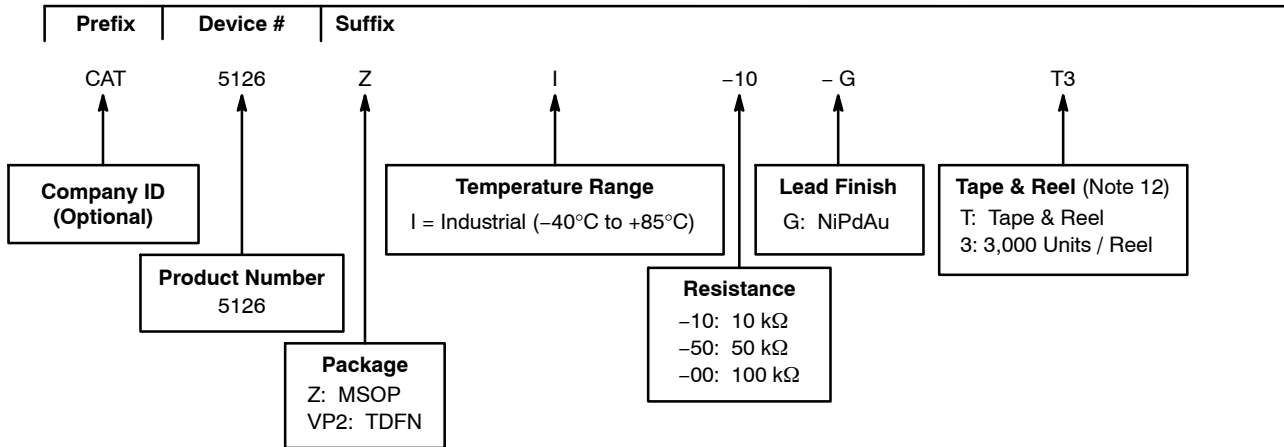 Prefix Device # Suffix
CAT 5126 Z I −10 − G T3
Company ID
(Optional)
Temperature Range
I = Industrial (−40°C to +85°C)
Lead Finish
G: NiPdAu
Tape & Reel (Note 12)
T: Tape & Reel
3: 3,000 Units / Reel
Product Number
5126
Resistance
−10: 10 kΩ
−50: 50 kΩ
−00: 100 kΩ
Package
Z: MSOP
VP2: TDFN